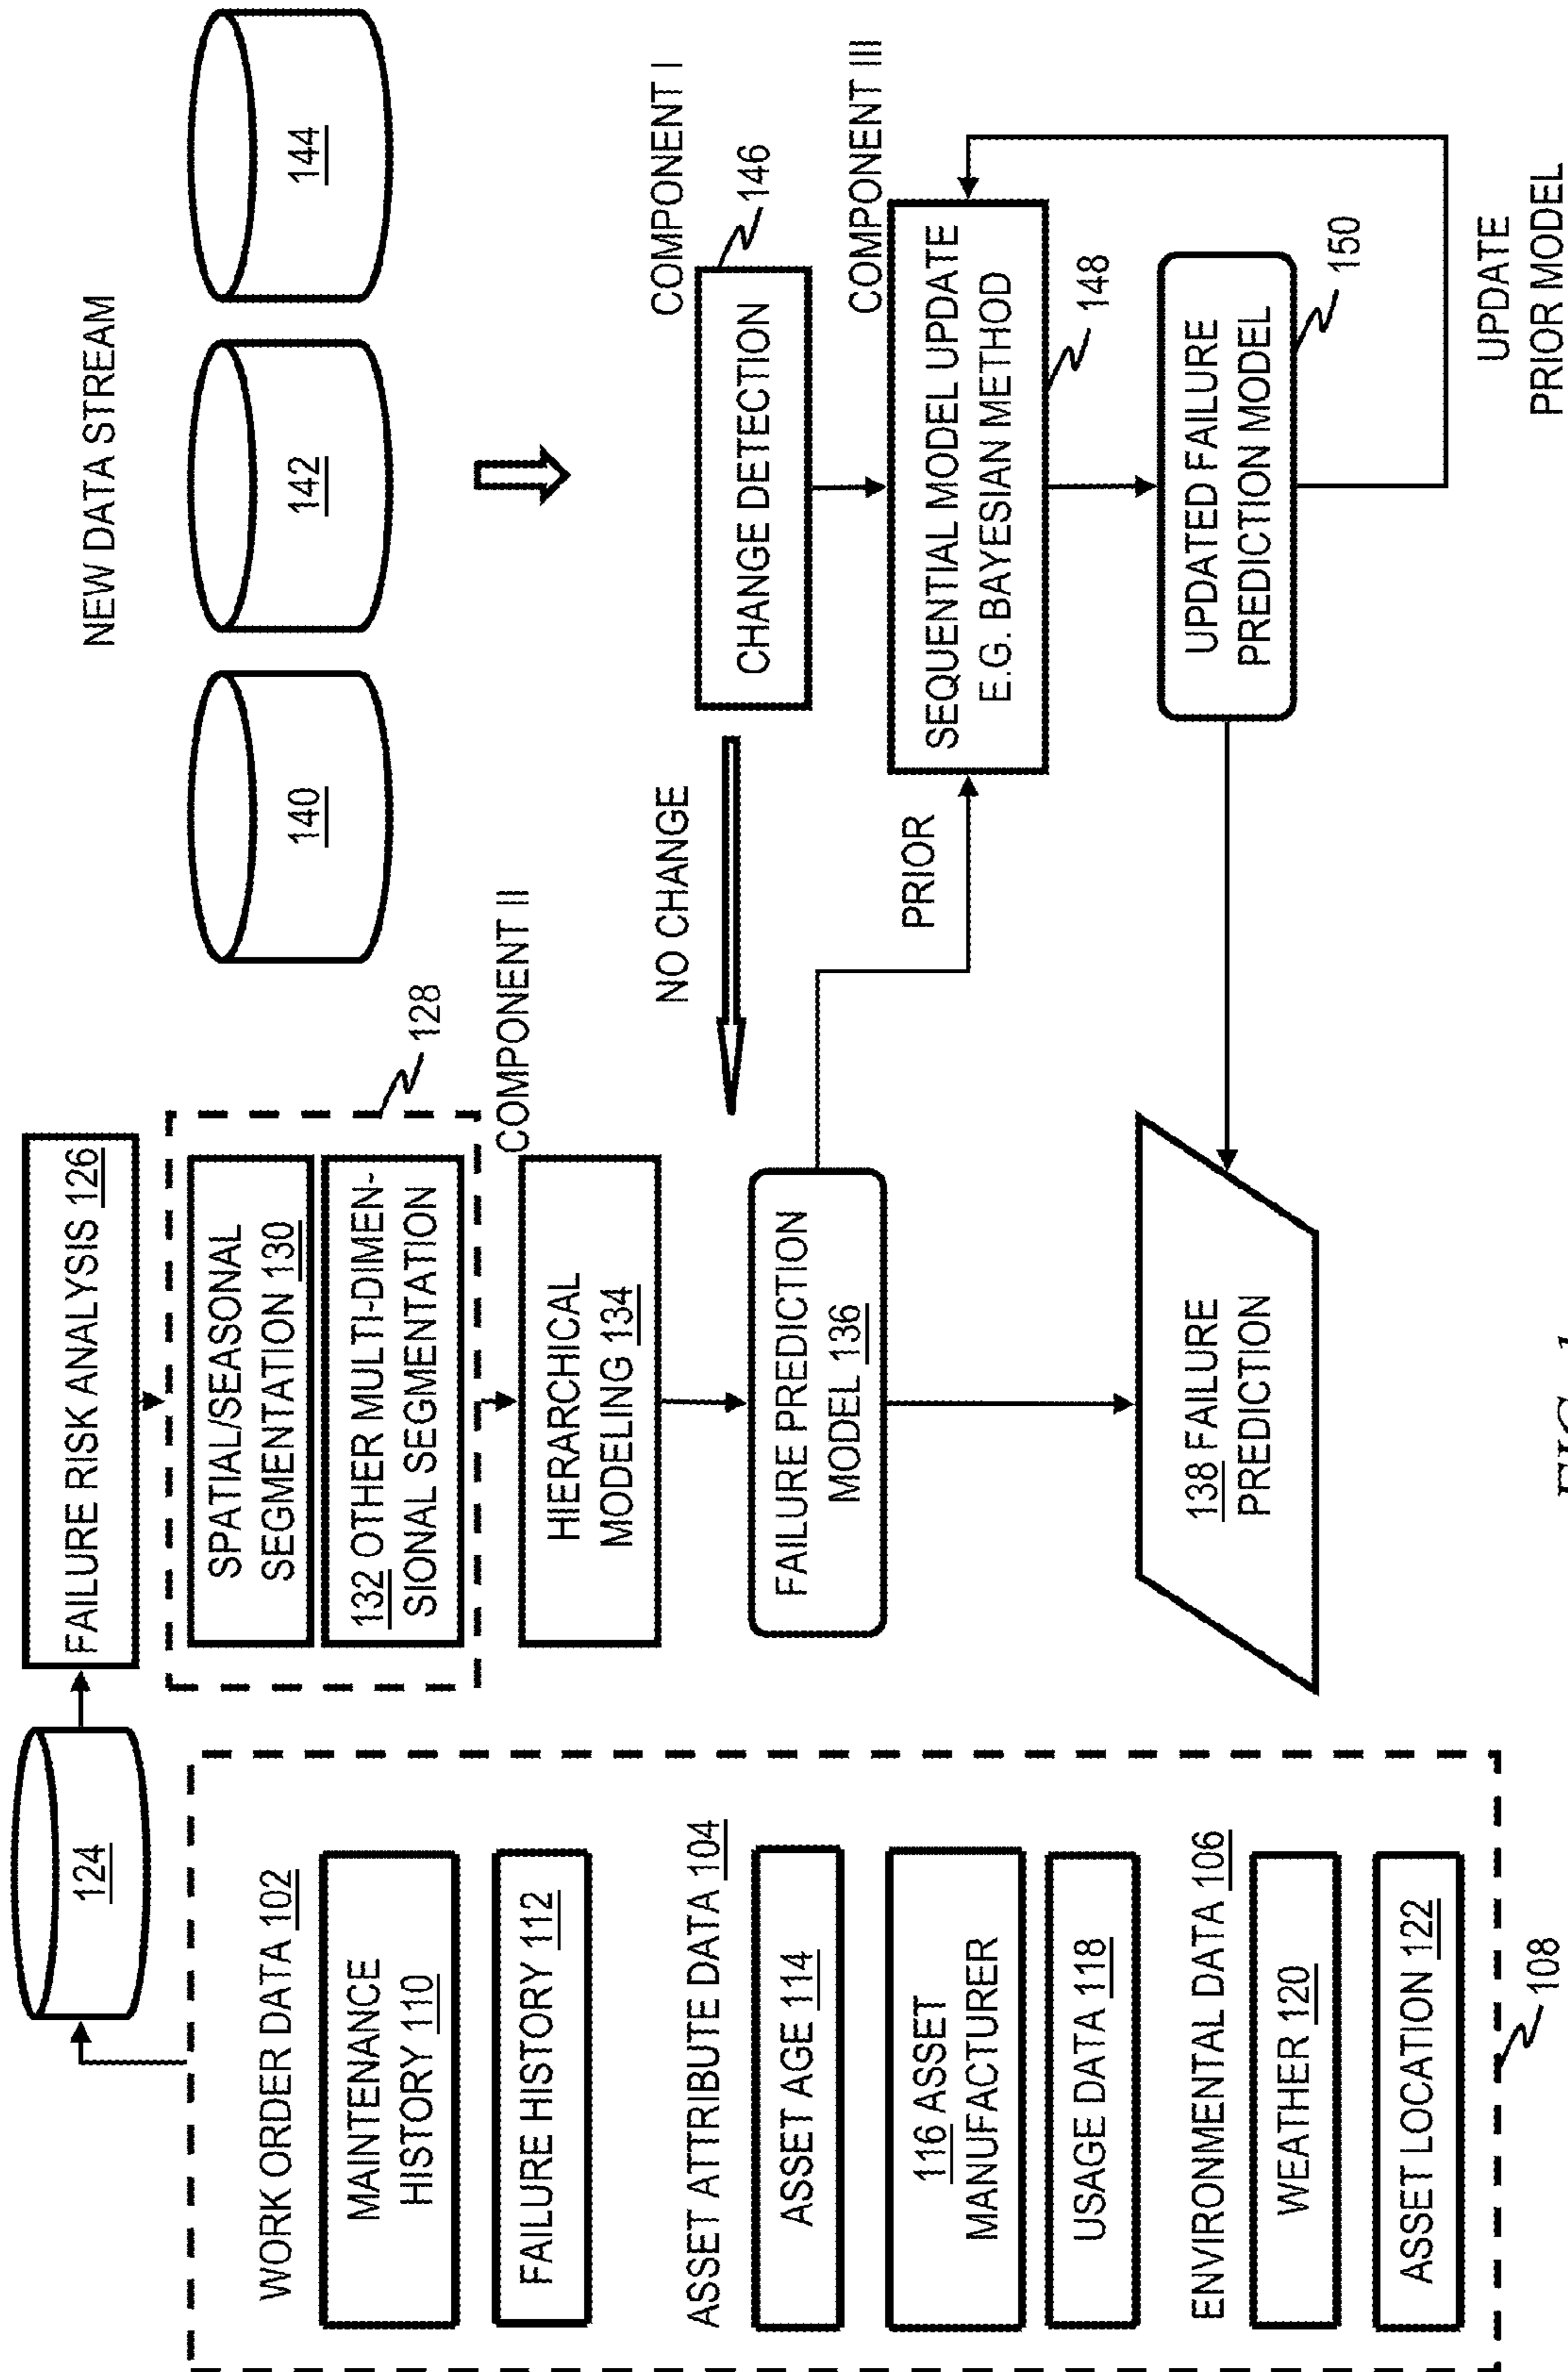 124
WORK ORDER DATA 102
MAINTENANCE
HISTORY 110
FAILURE HISTORY 112
ASSET ATTRIBUTE DATA 104
ASSET AGE 114
116 ASSET
MANUFACTURER
USAGE DATA 118
ENVIRONMENTAL DATA 106
WEATHER 120
ASSET LOCATION 122
108
FAILURE RISK ANALYSIS 126
SPATIAL/SEASONAL
SEGMENTATION 130
132 OTHER MULTI-DIMEN-
SIONAL SEGMENTATION
128
COMPONENT II
HIERARCHICAL
MODELING 134
FAILURE PREDICTION
MODEL 136
138 FAILURE
PREDICTION
NEW DATA STREAM
140
142
144
NO CHANGE
COMPONENT I
CHANGE DETECTION
146
PRIOR
COMPONENT III
SEQUENTIAL MODEL UPDATE
E.G. BAYESIAN METHOD
148
UPDATED FAILURE
PREDICTION MODEL
150
UPDATE
PRIOR MODEL
FIG. 1